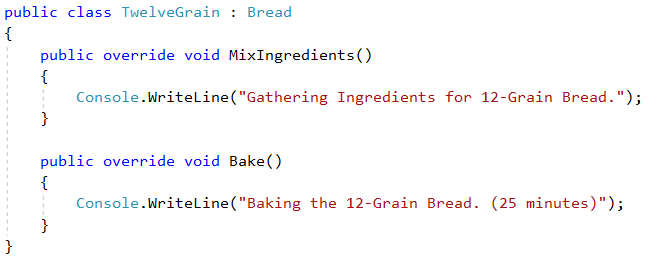 public class TwelveGrain : Bread
{
    public override void MixIngredients()
    {
        Console.WriteLine("Gathering Ingredients for 12-Grain Bread.");
    }

    public override void Bake()
    {
        Console.WriteLine("Baking the 12-Grain Bread. (25 minutes)");
    }
}